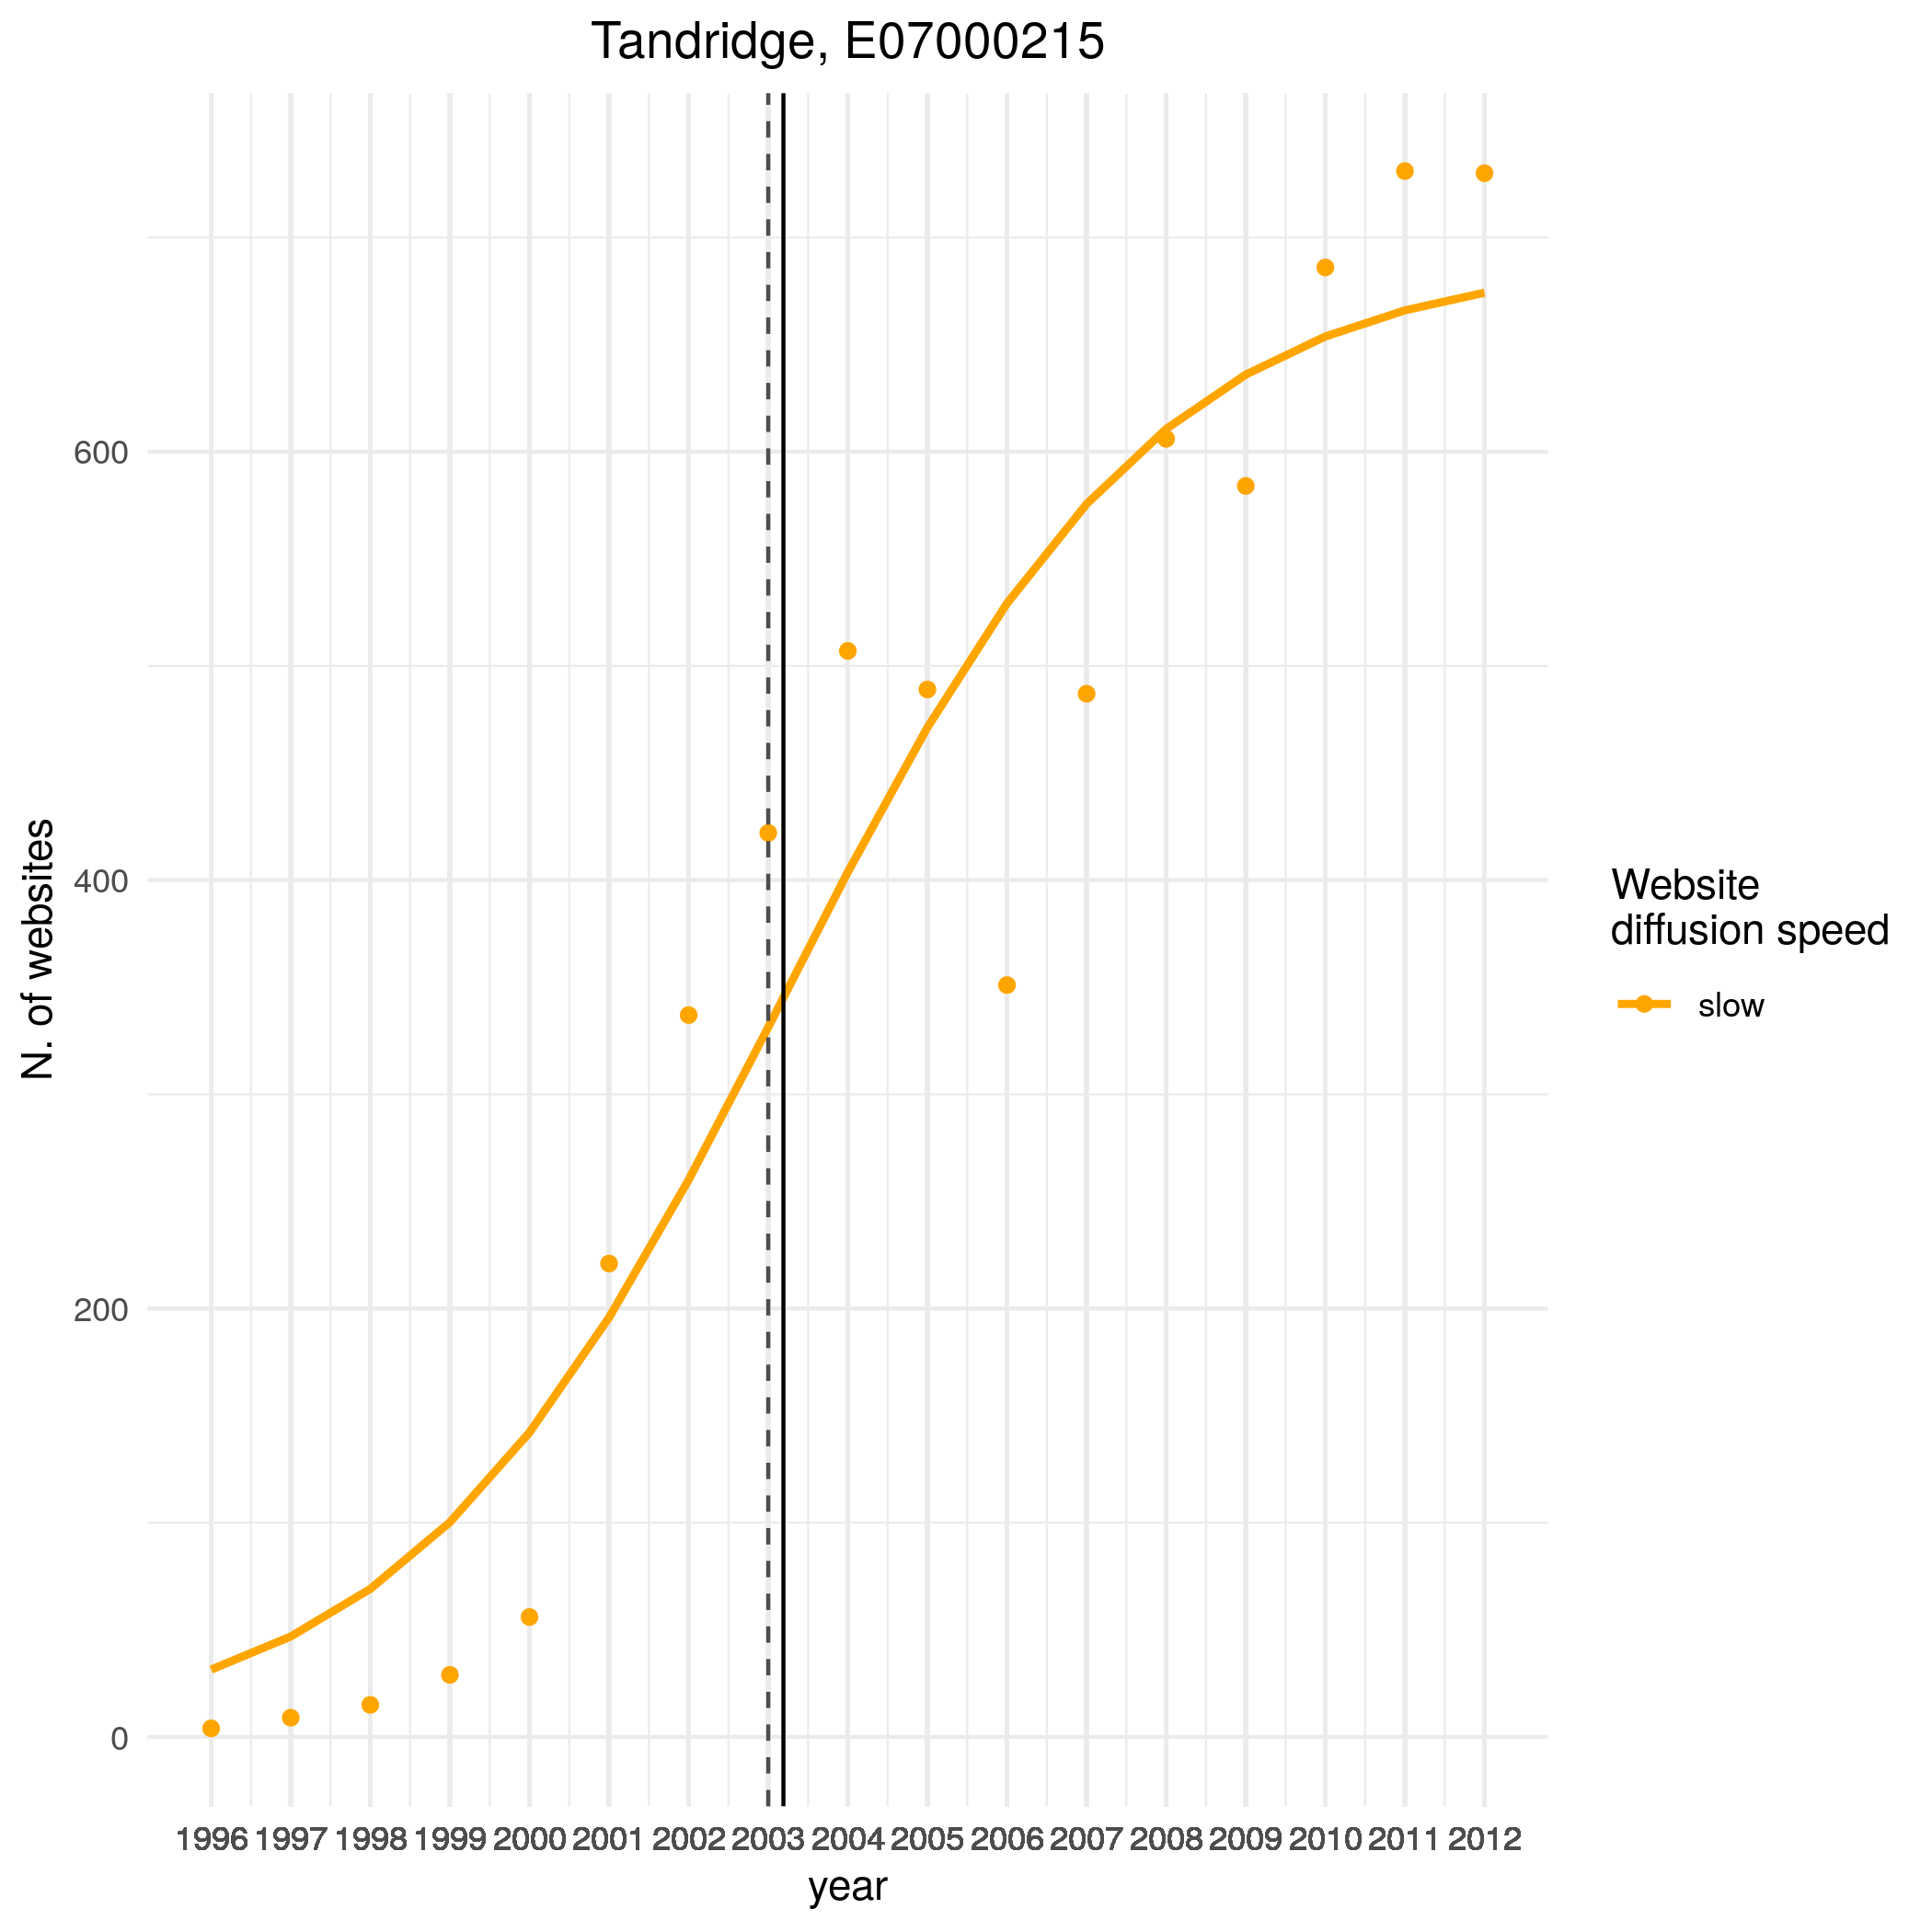 Tandridge, E07000215
N. of websites
600
400
200
0
1996 1997 1998 1999 2000 2001 2002 2003 2004 2005 2006 2007 2008 2009 2010 2011 2012
year
Website
diffusion speed
slow